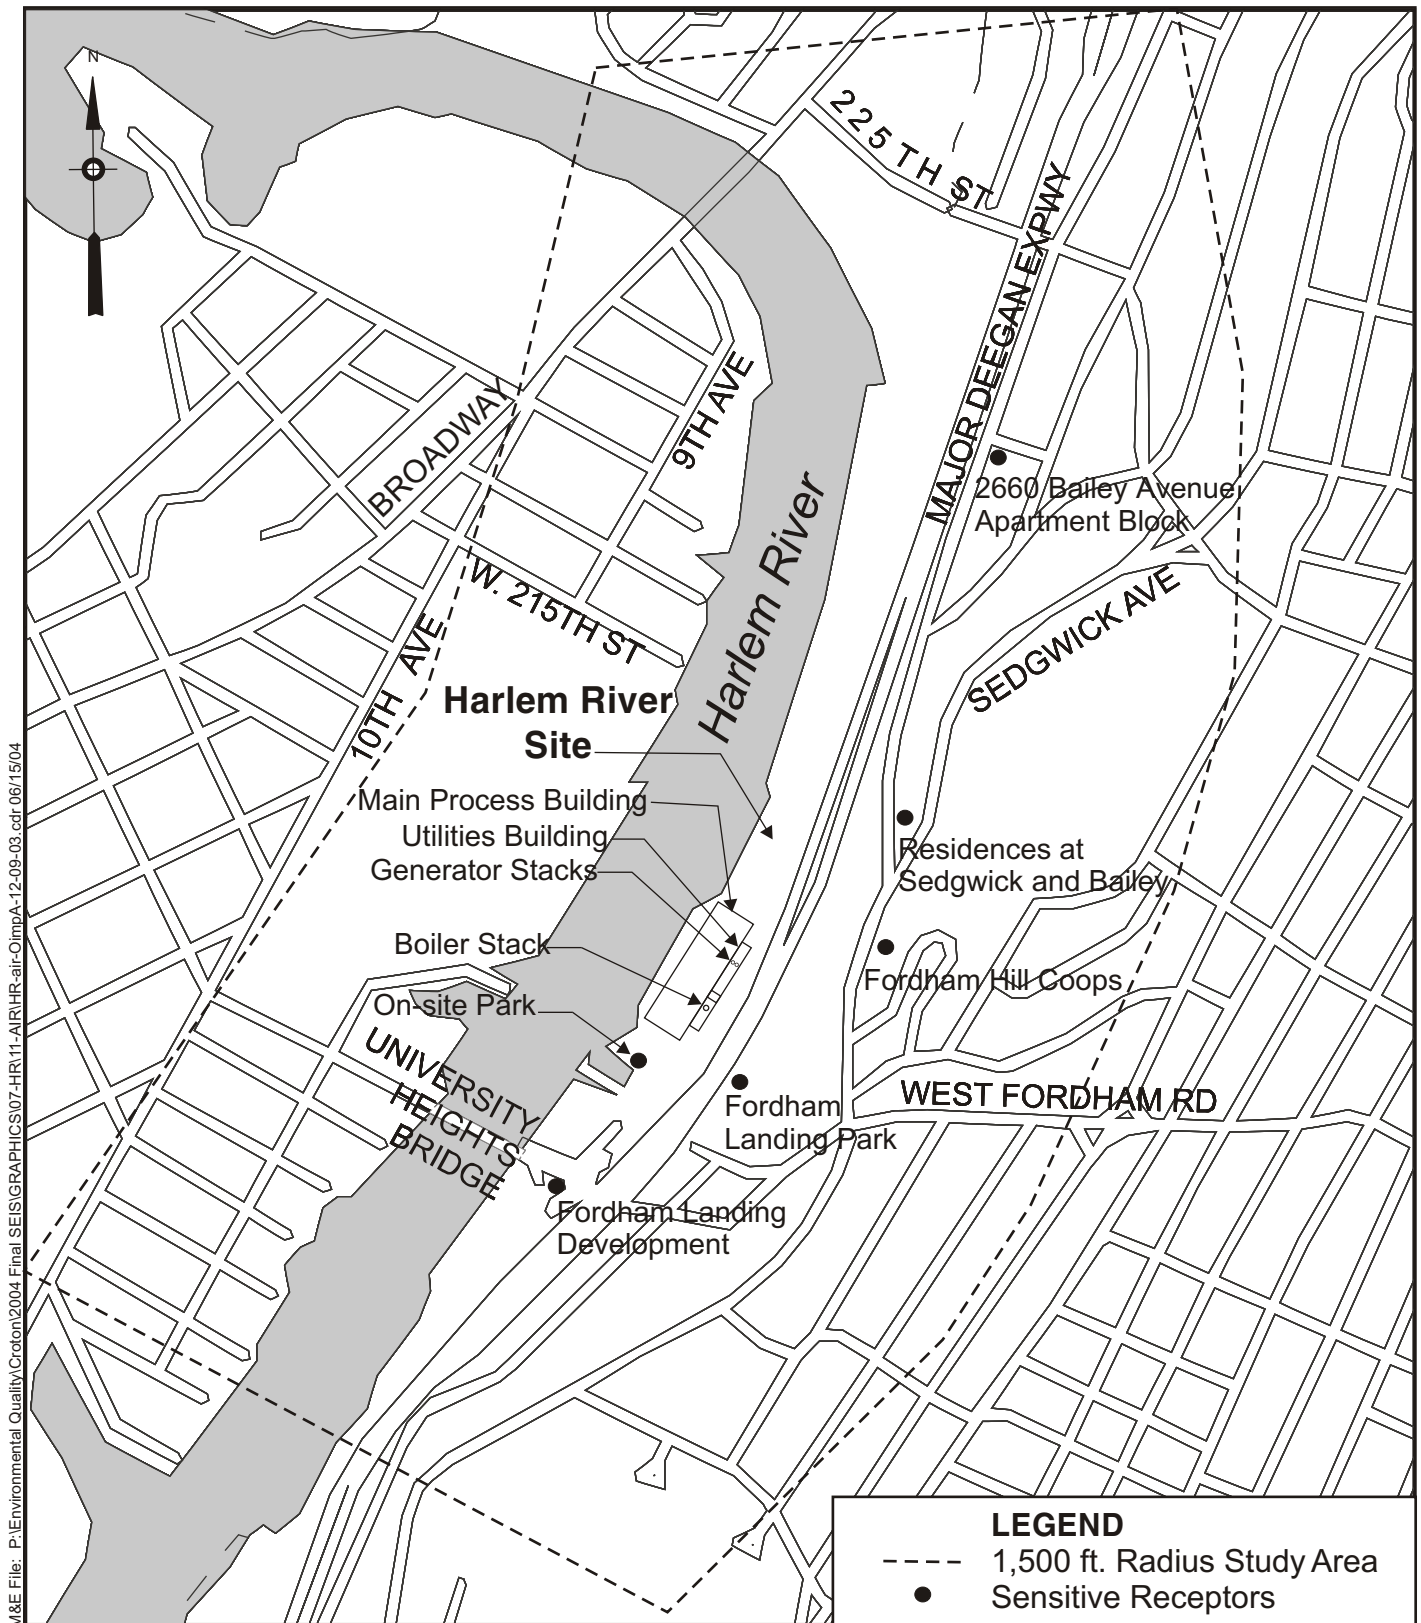 N
225TH ST
MAJOR DEEGAN EXPWY
BROADWAY
9TH AVE
Harlem River
2660 Bailey Avenue
Apartment Block
W. 215TH ST
SEDGWICK AVE
10TH AVE
Harlem River
Site
Main Process Building
Utilities Building
Generator Stacks
Residences at
Sedgwick and Bailey
Boiler Stack
Fordham Hill Coops
On-site Park
UNIVERSITY
HEIGHTS
BRIDGE
WEST FORDHAM RD
Fordham
Landing Park
Fordham Landing
Development
LEGEND
1,500 ft. Radius Study Area
Sensitive Receptors
M&E File: P:\Environmental Quality\Croton\2004 Final SEIS\GRAPHICS\07-HR\11-AIR\HR-air-OimpA-12-09-03.cdr 06/15/04